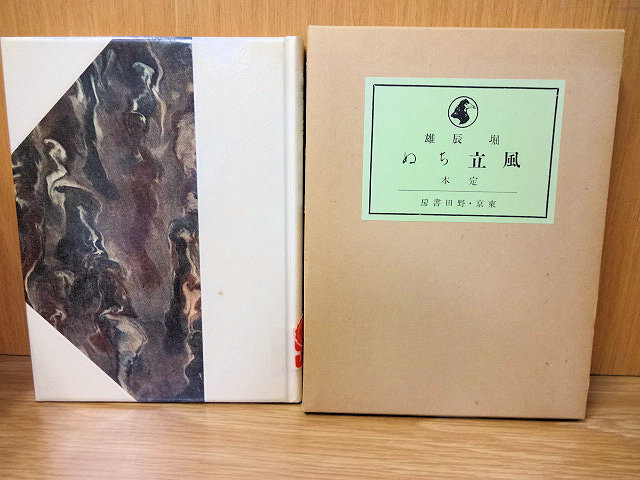 雄辰堀
ぬち立風
本定
房書田野・京東